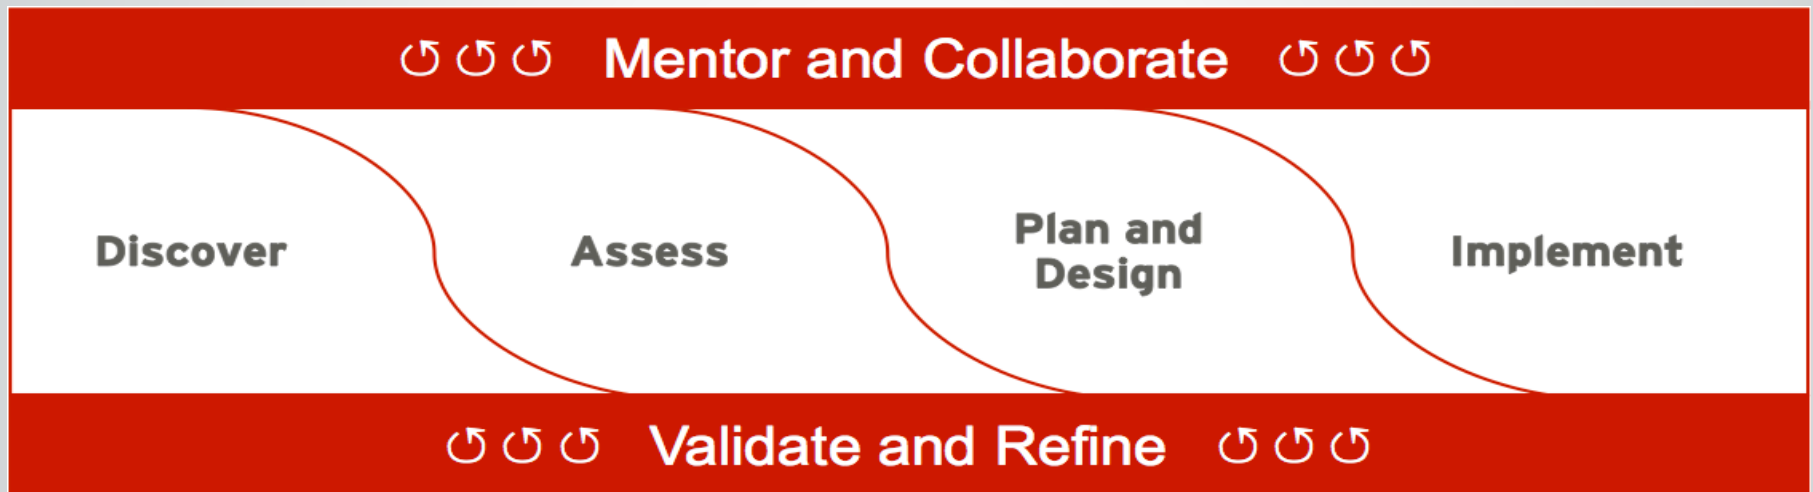 Mentor and Collaborate
Discover
Assess
Plan and
Design
Implement
Validate and Refine